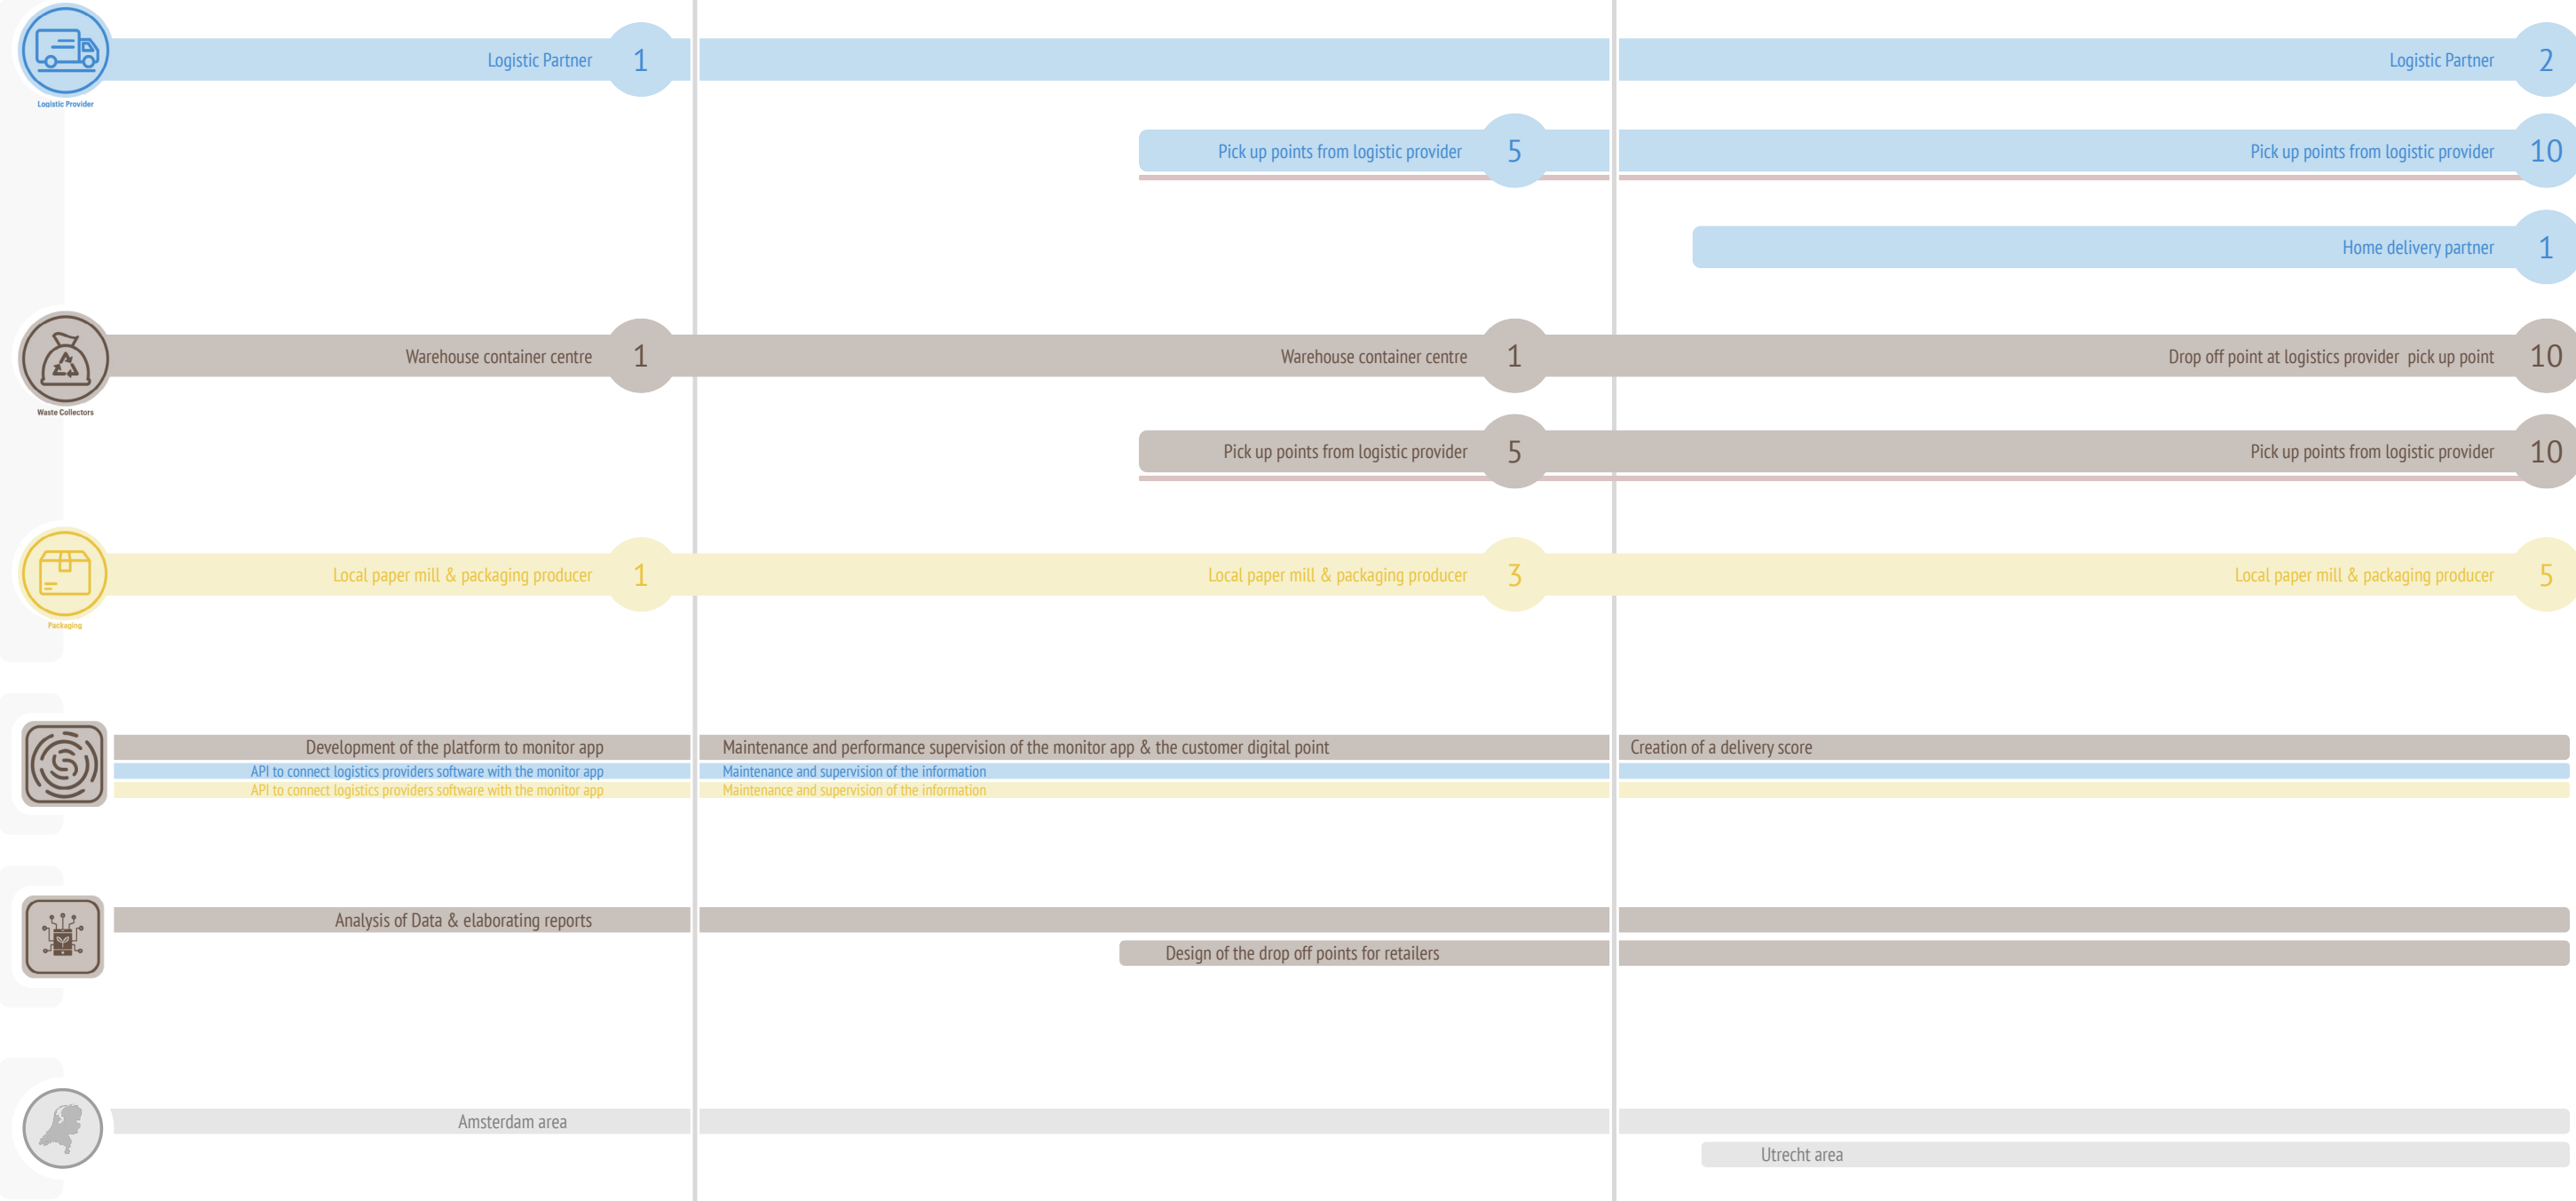 Logistic Partner 1
Logistic Partner 2
Logistic Provider
Pick up points from logistic provider 5
Pick up points from logistic provider 10
Home delivery partner 1
Warehouse container centre 1
Warehouse container centre 1
Drop off point at logistics provider pick up point 10
Waste Collectors
Pick up points from logistic provider 5
Pick up points from logistic provider 10
Local paper mill & packaging producer 1
Local paper mill & packaging producer 3
Local paper mill & packaging producer 5
Packaging
Development of the platform to monitor app
Maintenance and performance supervision of the monitor app & the customer digital point
Creation of a delivery score
API to connect logistics providers software with the monitor app
Maintenance and supervision of the information
API to connect logistics providers software with the monitor app
Maintenance and supervision of the information
Analysis of Data & elaborating reports
Design of the drop off points for retailers
Amsterdam area
Utrecht area